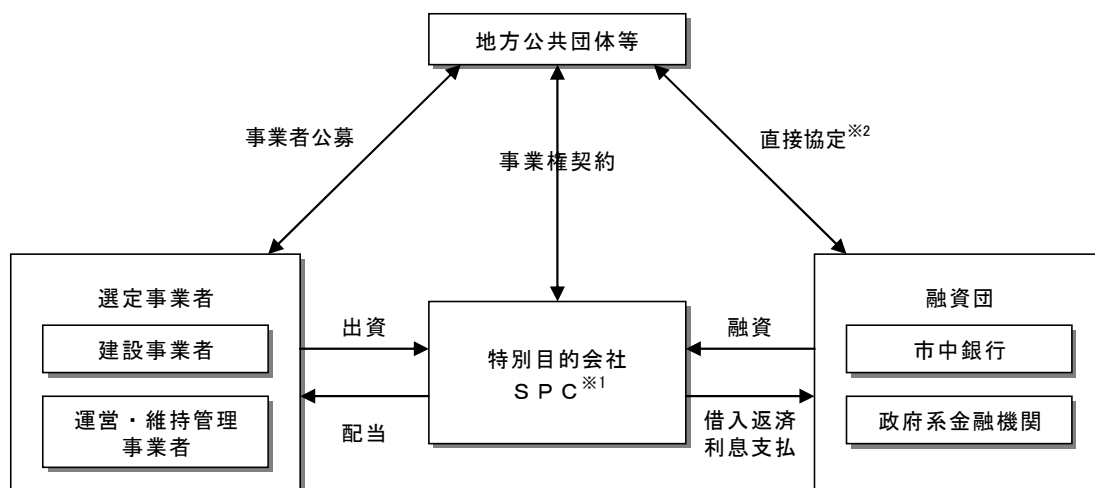 地方公共団体等
事業者公募
事業権契約
直接協定※2
選定事業者
建設事業者
運営・維持管理
事業者
出資
配当
特別目的会社
ＳＰＣ※1
融資
借入返済
利息支払
融資団
市中銀行
政府系金融機関